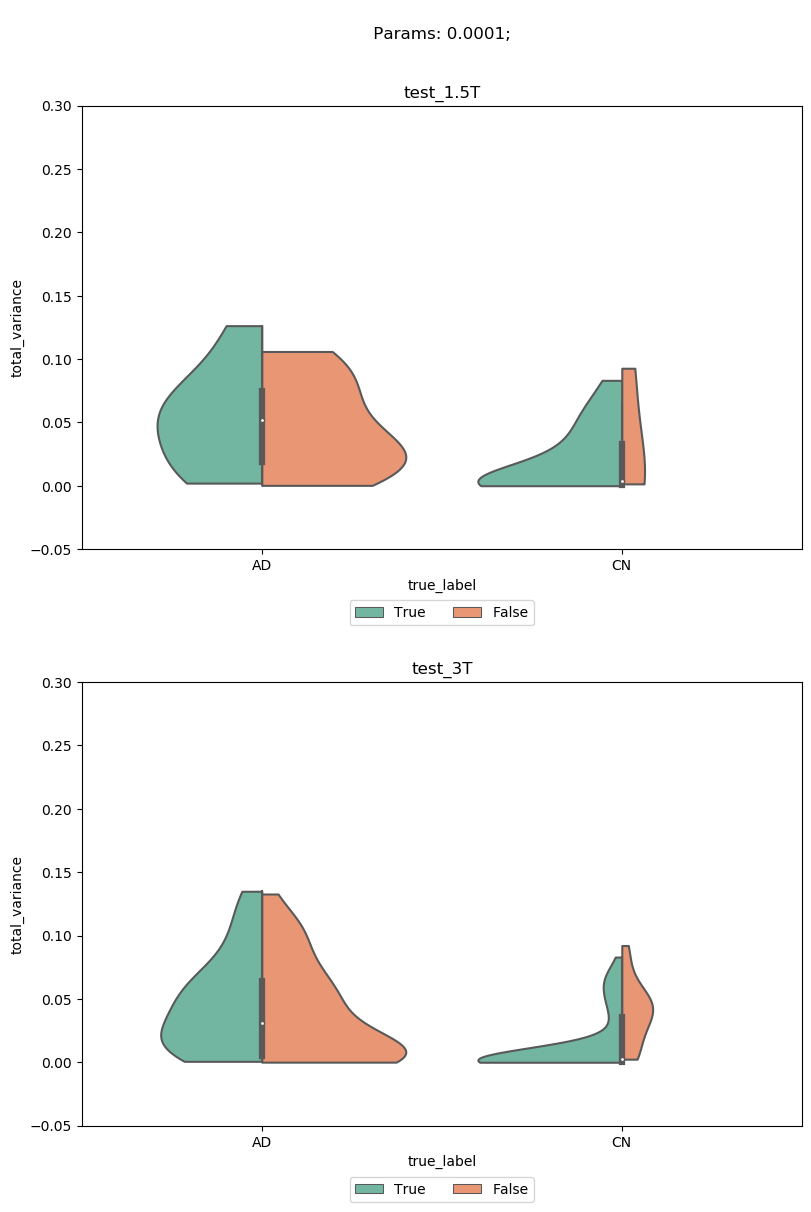 Params: 0.0001;
test_1.5T
0.30
0.25
0.20
0.15
0.10
0.05
0.00
−0.05
total_variance
AD CN
true_label
True False
test_3T
0.30
0.25
0.20
0.15
0.10
0.05
0.00
−0.05
total_variance
AD CN
true_label
True False